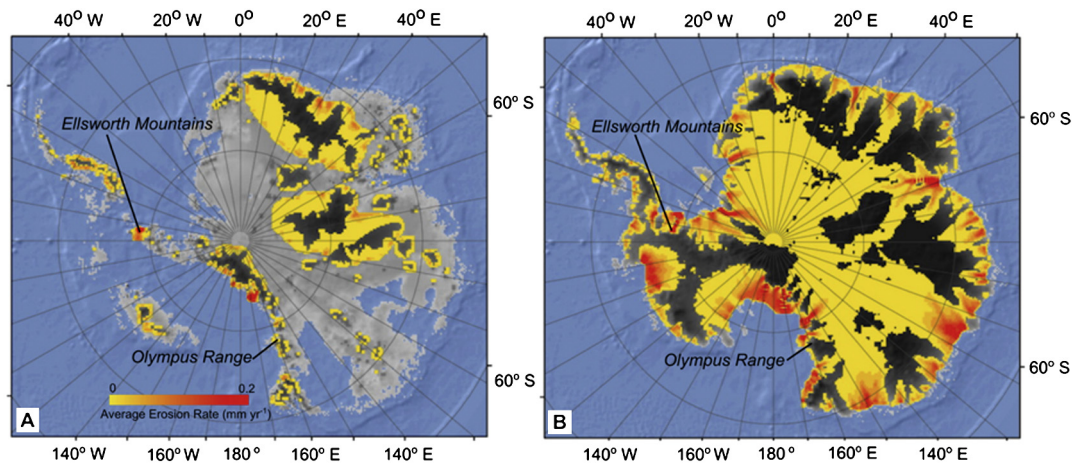 40° W 20° W 0° 20° E 40° E
60° S
Ellsworth Mountains
Olympus Range
60° S
0 0.2
Average Erosion Rate (mm yr⁻¹)
A
140° W 160° W 180° 160° E 140° E
40° W 20° W 0° 20° E 40° E
60° S
Ellsworth Mountains
Olympus Range
60° S
B
140° W 160° W 180° 160° E 140° E